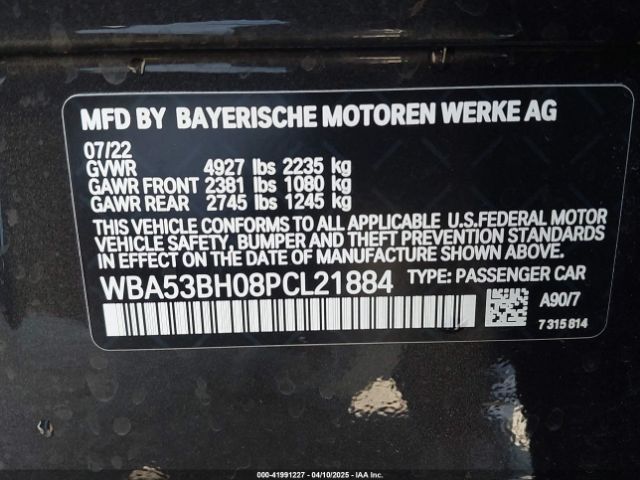 MFD BY BAYERISCHE MOTOREN WERKE AG
07/22
GVWR 4927 lbs 2235 kg
GAWR FRONT 2381 lbs 1080 kg
GAWR REAR 2745 lbs 1245 kg
THIS VEHICLE CONFORMS TO ALL APPLICABLE U.S.FEDERAL MOTOR
VEHICLE SAFETY, BUMPER AND THEFT PREVENTION STANDARDS
IN EFFECT ON THE DATE OF MANUFACTURE SHOWN ABOVE.
WBA53BH08PCL21884 TYPE: PASSENGER CAR
A90/7
7315814
000-41991227 - 04/10/2025 - IAA Inc.